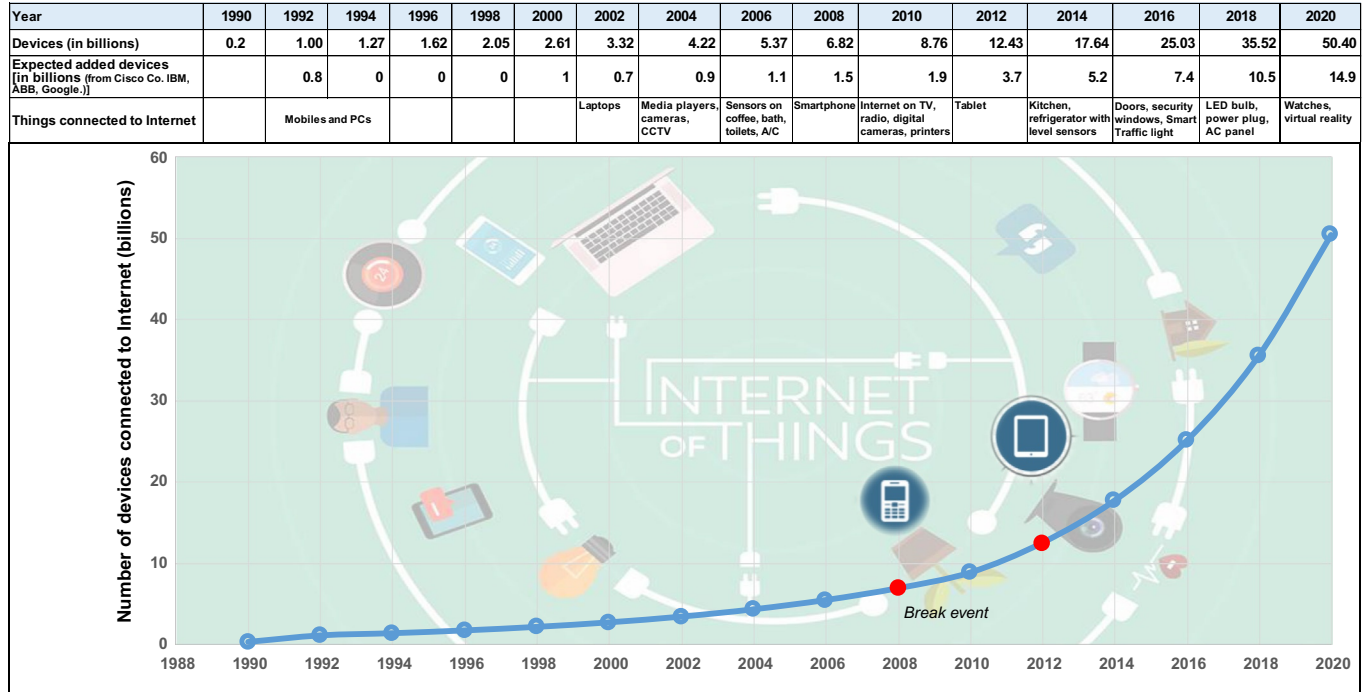 Year 1990 1992 1994 1996 1998 2000 2002 2004 2006 2008 2010 2012 2014 2016 2018 2020
Devices (in billions) 0.2 1.00 1.27 1.62 2.05 2.61 3.32 4.22 5.37 6.82 8.76 12.43 17.64 25.03 35.52 50.40
Expected added devices
[in billions (from Cisco Co. IBM,
ABB, Google.)]
0.8 0 0 0 1 0.7 0.9 1.1 1.5 1.9 3.7 5.2 7.4 10.5 14.9
Things connected to Internet
Mobiles and PCs
Laptops
Media players,
cameras,
CCTV
Sensors on
coffee, bath,
toilets, A/C
Smartphone
Internet on TV,
radio, digital
cameras, printers
Tablet
Kitchen,
refrigerator with
level sensors
Doors, security
windows, Smart
Traffic light
LED bulb,
power plug,
AC panel
Watches,
virtual reality
Number of devices connected to Internet (billions)
60
50
40
30
20
10
0
24
INTERNET
OF THINGS
Break event
1988 1990 1992 1994 1996 1998 2000 2002 2004 2006 2008 2010 2012 2014 2016 2018 2020